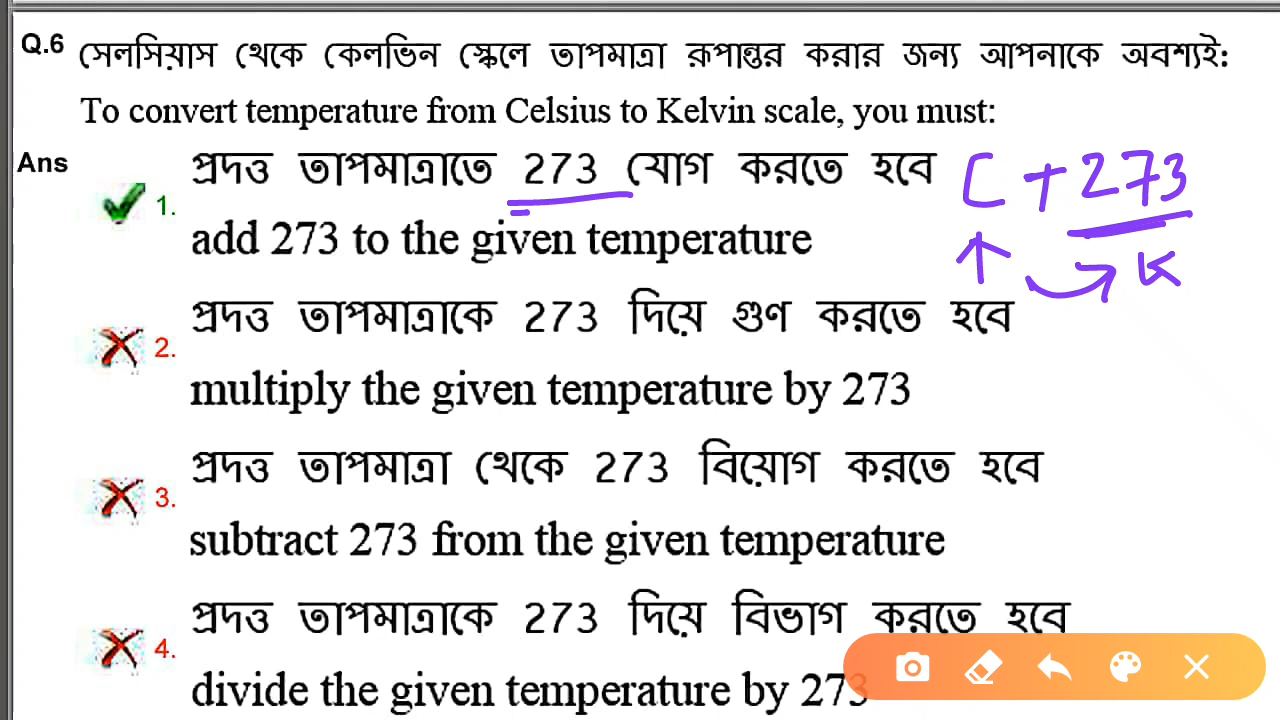 Q.6 সেলসিয়াস থেকে কেলভিন স্কেলে তাপমাত্রা রূপান্তর করার জন্য আপনাকে অবশ্যই:
To convert temperature from Celsius to Kelvin scale, you must:
Ans
1. প্রদত্ত তাপমাত্রাতে 273 যোগ করতে হবে
C + 273
add 273 to the given temperature
K
2. প্রদত্ত তাপমাত্রাকে 273 দিয়ে গুণ করতে হবে
multiply the given temperature by 273
3. প্রদত্ত তাপমাত্রা থেকে 273 বিয়োগ করতে হবে
subtract 273 from the given temperature
4. প্রদত্ত তাপমাত্রাকে 273 দিয়ে বিভাগ করতে হবে
divide the given temperature by 273